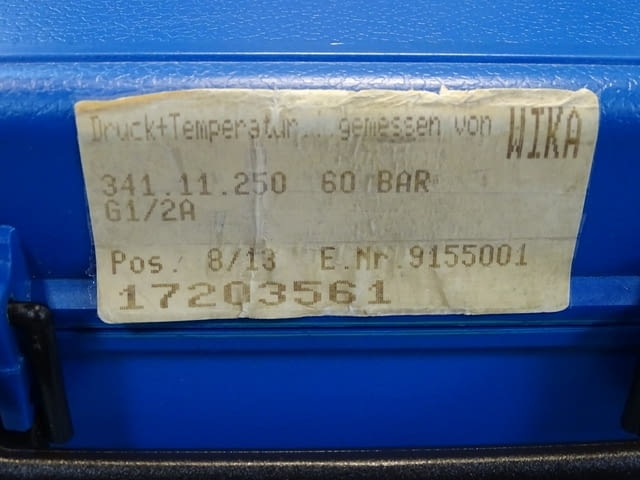 Druck+Temperatur...gemessen von WIKA
341.11.250 60 BAR
G1/2A
Pos. 8/13 E.Nr.9155001
17203561